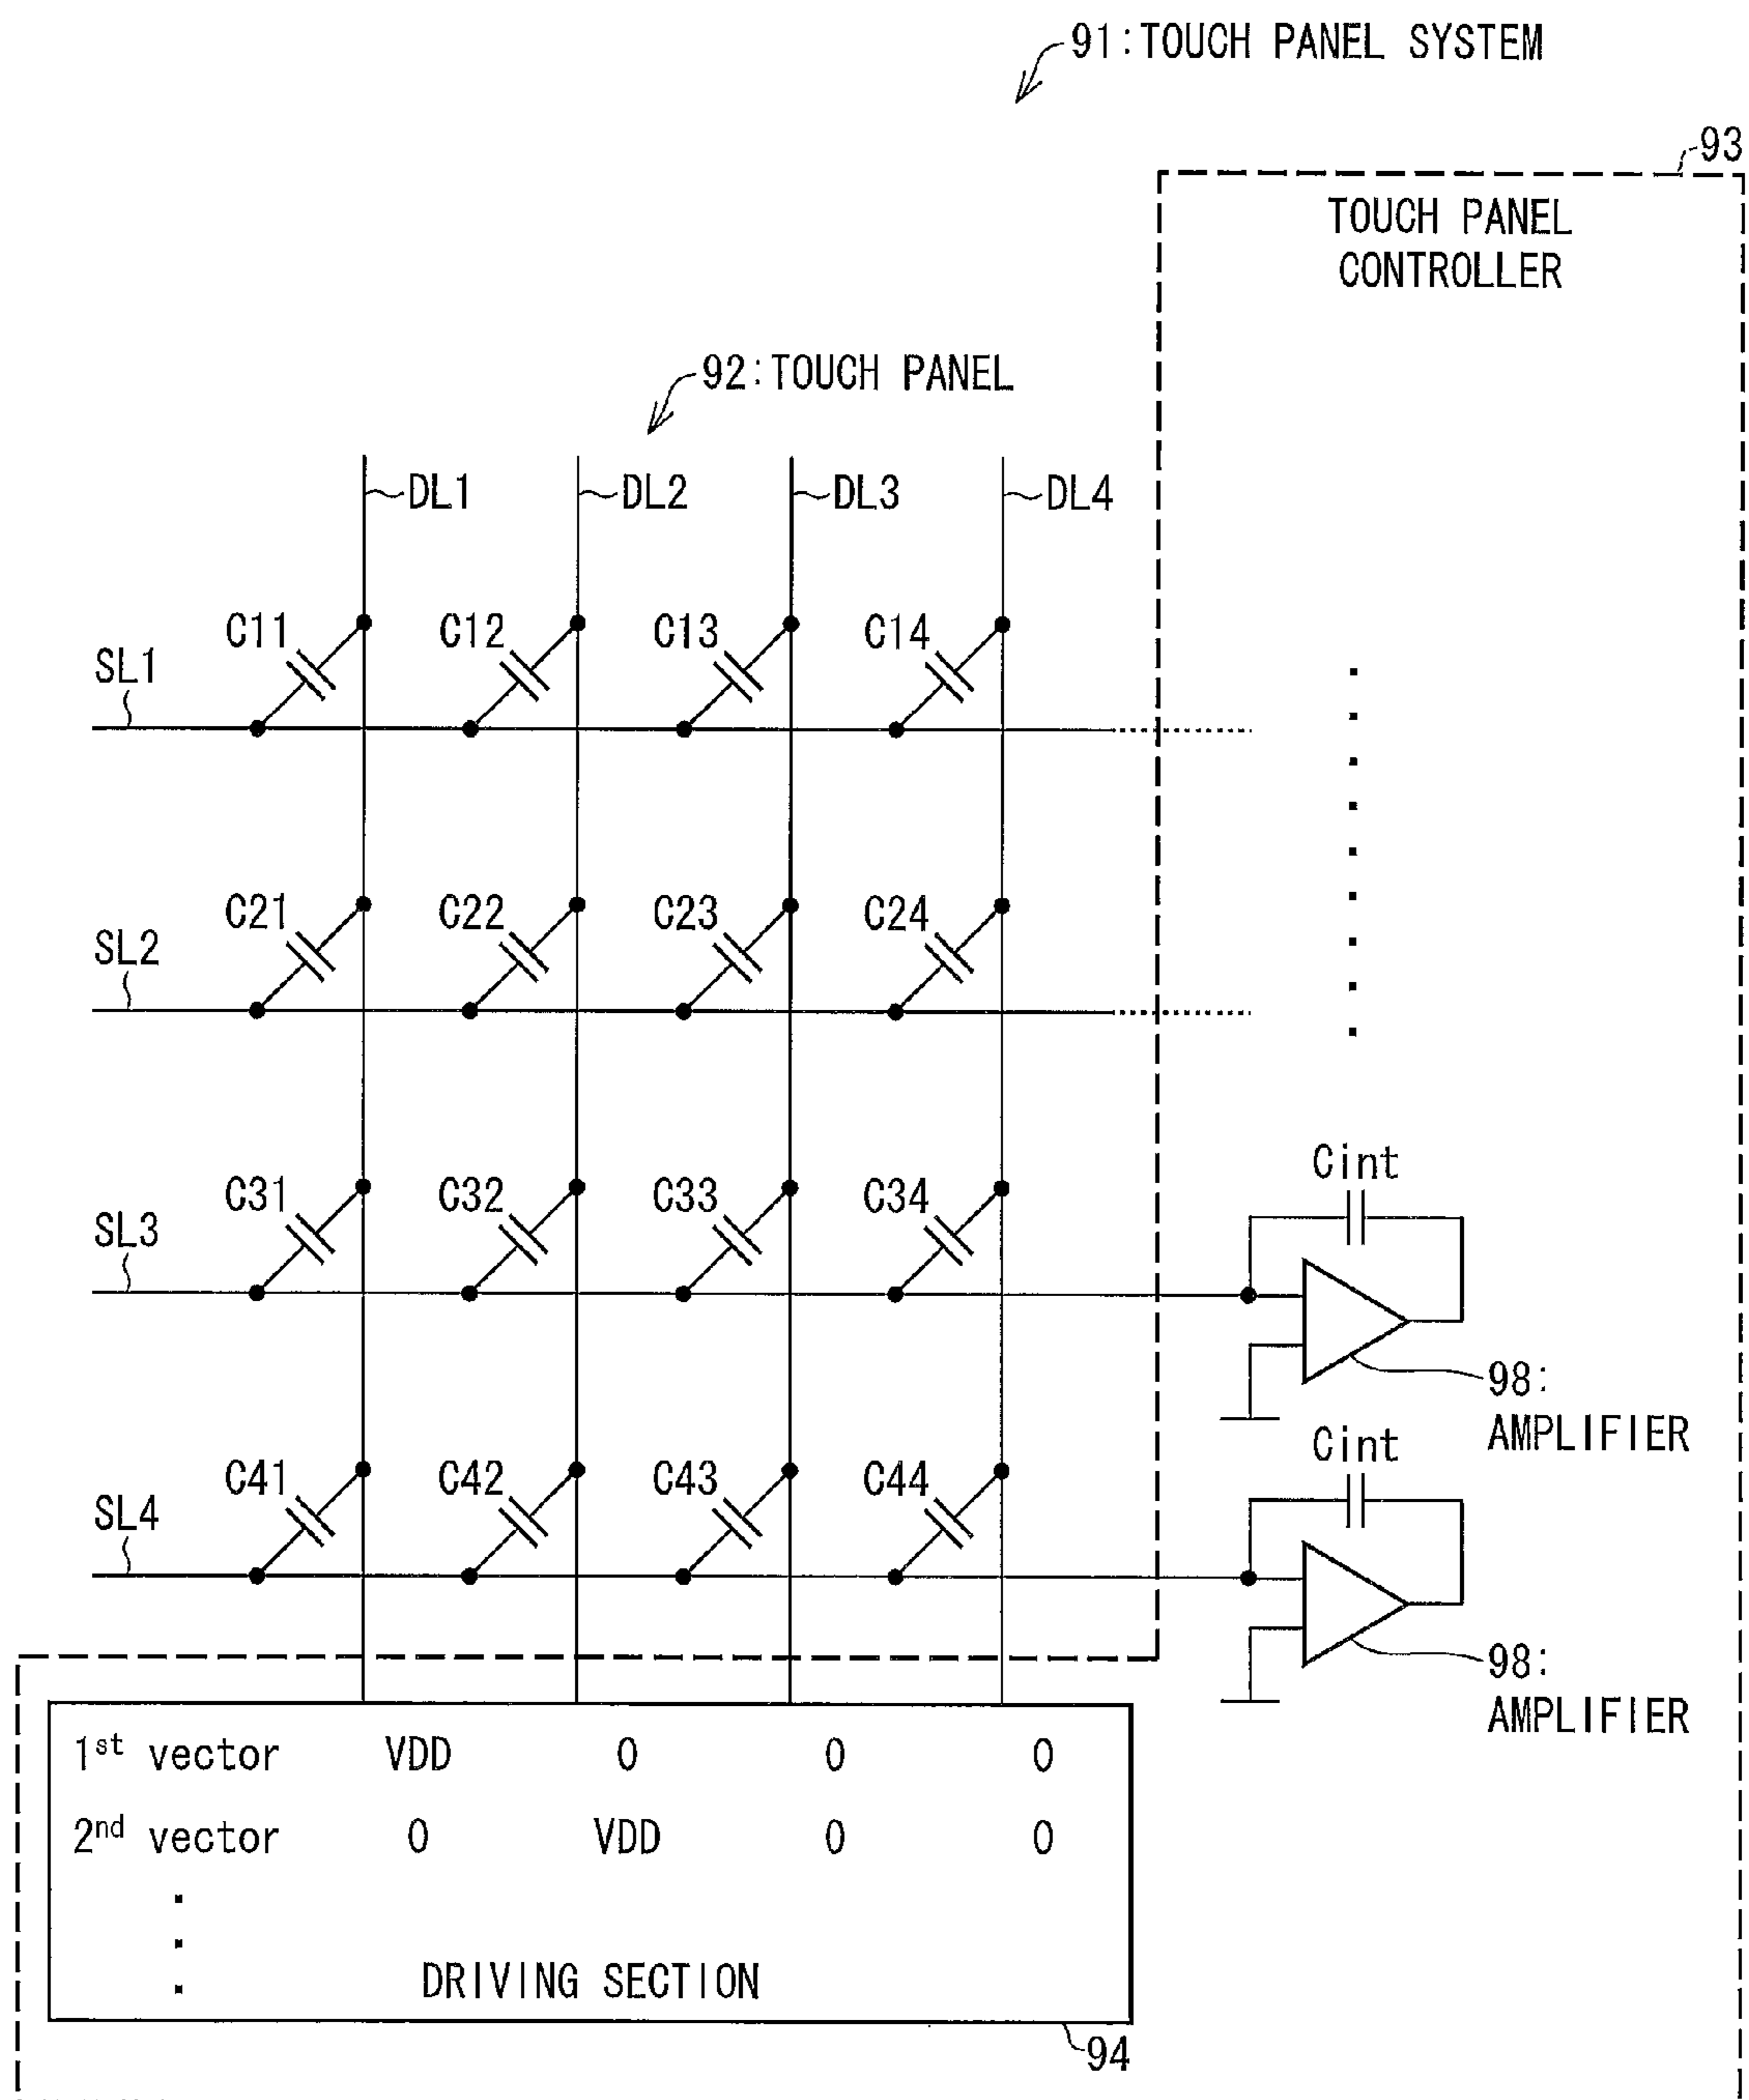 91:TOUCH PANEL SYSTEM
93
TOUCH PANEL
CONTROLLER
92:TOUCH PANEL
DL1 DL2 DL3 DL4
C11 C12 C13 C14
SL1
C21 C22 C23 C24
SL2
Cint
C31 C32 C33 C34
SL3
98:
AMPLIFIER
Cint
C41 C42 C43 C44
SL4
98:
AMPLIFIER
1st vector VDD 0 0 0
2nd vector 0 VDD 0 0
DRIVING SECTION
94